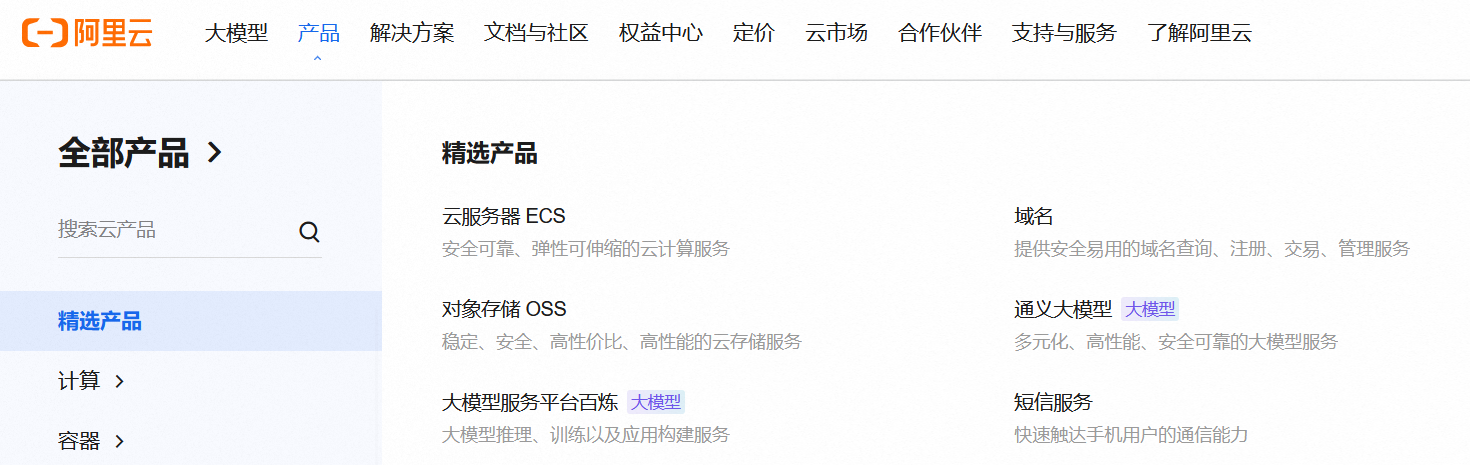 阿里云 大模型 产品 解决方案 文档与社区 权益中心 定价 云市场 合作伙伴 支持与服务 了解阿里云
全部产品
搜索云产品
精选产品
计算
容器
精选产品
云服务器 ECS
安全可靠、弹性可伸缩的云计算服务
域名
提供安全易用的域名查询、注册、交易、管理服务
对象存储 OSS
稳定、安全、高性价比、高性能的云存储服务
通义大模型 大模型
多元化、高性能、安全可靠的大模型服务
大模型服务平台百炼 大模型
大模型推理、训练以及应用构建服务
短信服务
快速触达手机用户的通信能力